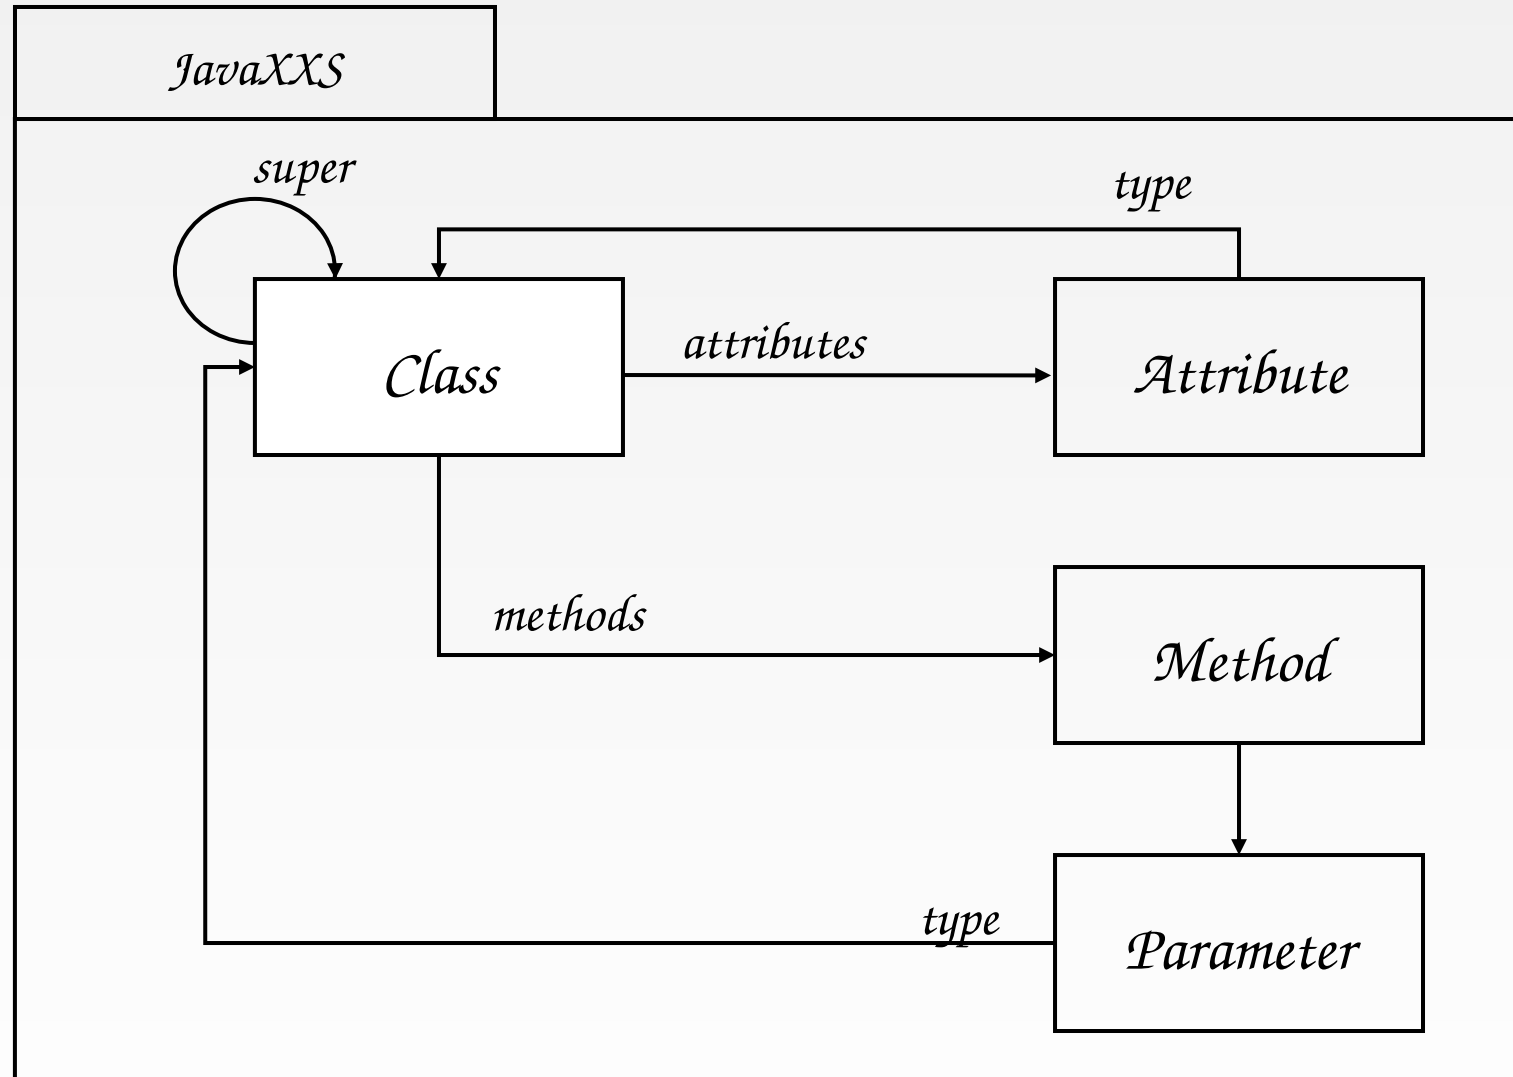 JavaXXS
super
type
Class
attributes
Attribute
methods
Method
type
Parameter